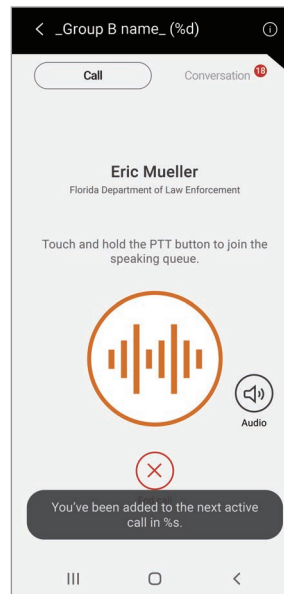 _Group B name_ (%d)
Call
Conversation
18
Eric Mueller
Florida Department of Law Enforcement
Touch and hold the PTT button to join the
speaking queue.
Audio
You've been added to the next active
call in %s.